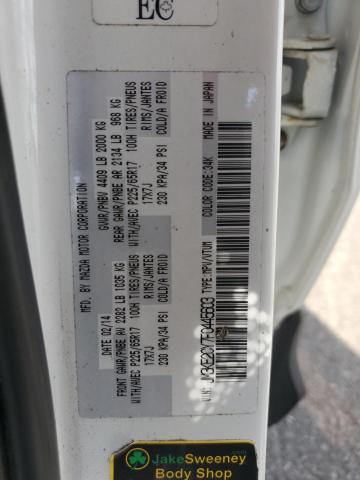 EC
MFD. BY MAZDA MOTOR CORPORATION
DATE 02/14 GVWR/PNBV 4409 LB 2000 KG
FRONT GAWR/PNBE AV 2282 LB 1035 KG REAR GAWR/PNBE AR 2134 LB 968 KG
WITH/AVEC P225/65R17 100H TIRES/PNEUS WITH/AVEC P225/65R17 100H TIRES/PNEUS
17X7J RIMS/JANTES 17X7J RIMS/JANTES
230 KPA/34 PSI COLD/A FROID 230 KPA/34 PSI COLD/A FROID
COLOR CODE:34K MADE IN JAPAN
V.I.N.: JM3KE2CY7F0445603 TYPE:MPV/VTUM
JakeSweeney.com
Body Shop